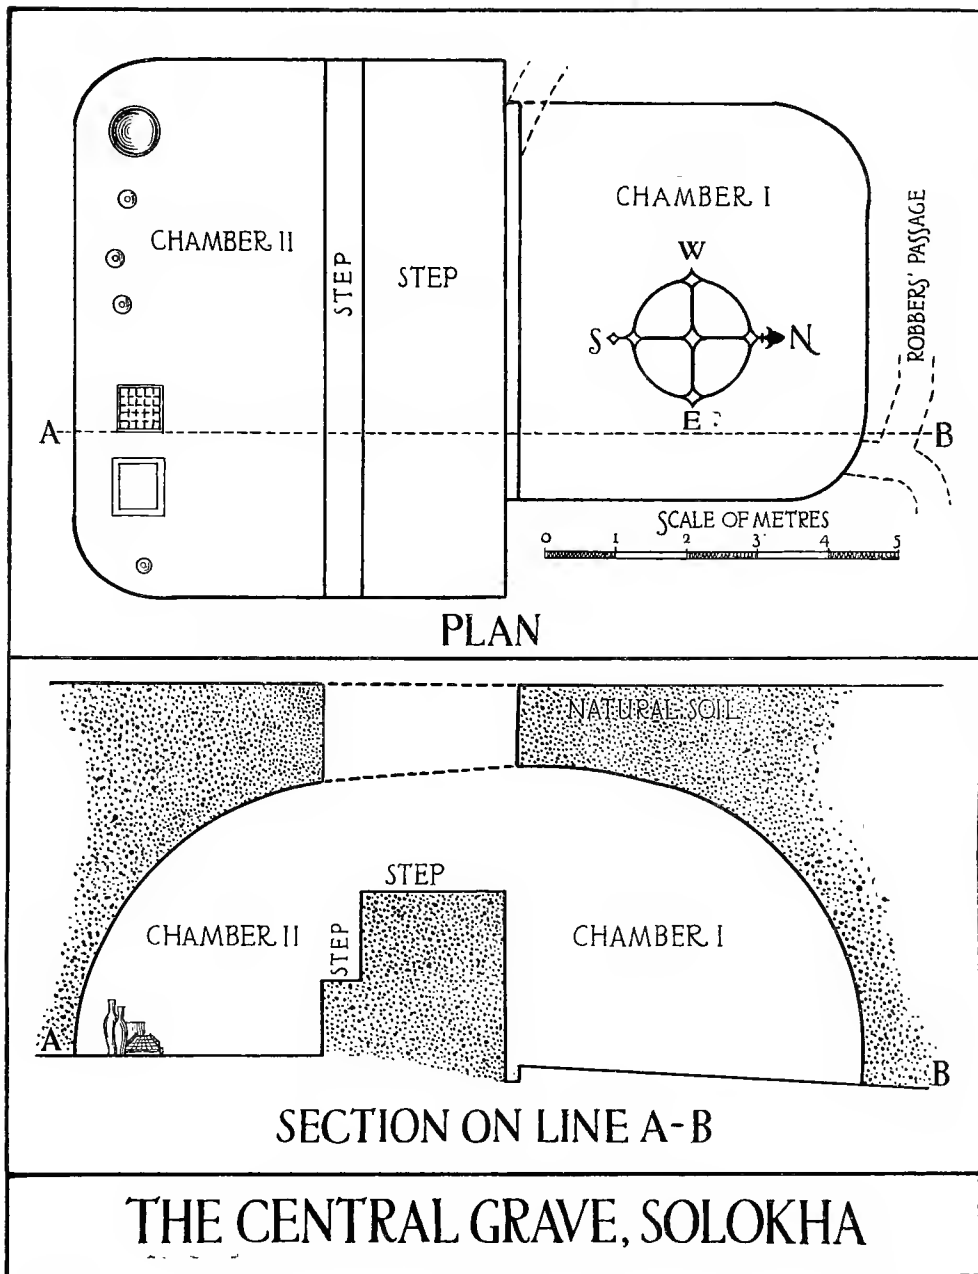 CHAMBER I
CHAMBER II
STEP
STEP
ROBBERS' PASSAGE
W
S
N
E
A
B
SCALE OF METRES
0 1 2 3 4 5
PLAN
NATURAL SOIL
STEP
CHAMBER II
STEP
CHAMBER I
A
B
SECTION ON LINE A-B
THE CENTRAL GRAVE, SOLOKHA